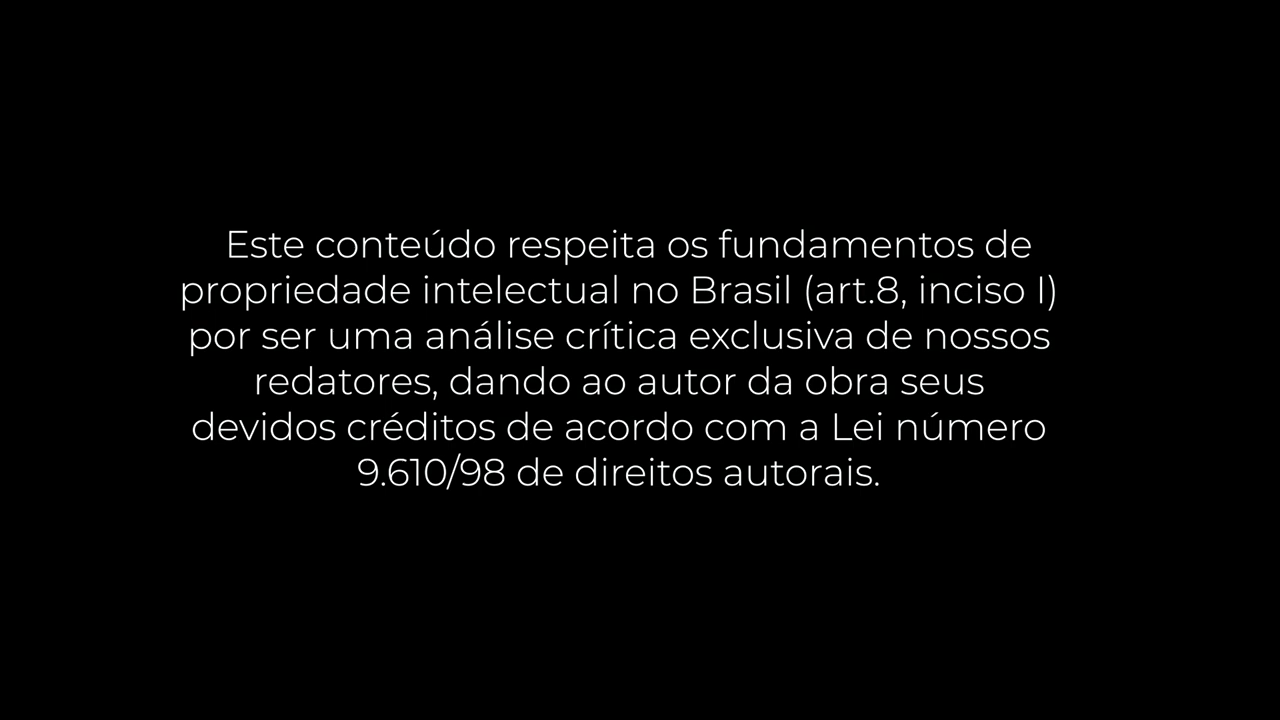 Este conteúdo respeita os fundamentos de
propriedade intelectual no Brasil (art.8, inciso I)
por ser uma análise crítica exclusiva de nossos
redatores, dando ao autor da obra seus
devidos créditos de acordo com a Lei número
9.610/98 de direitos autorais.